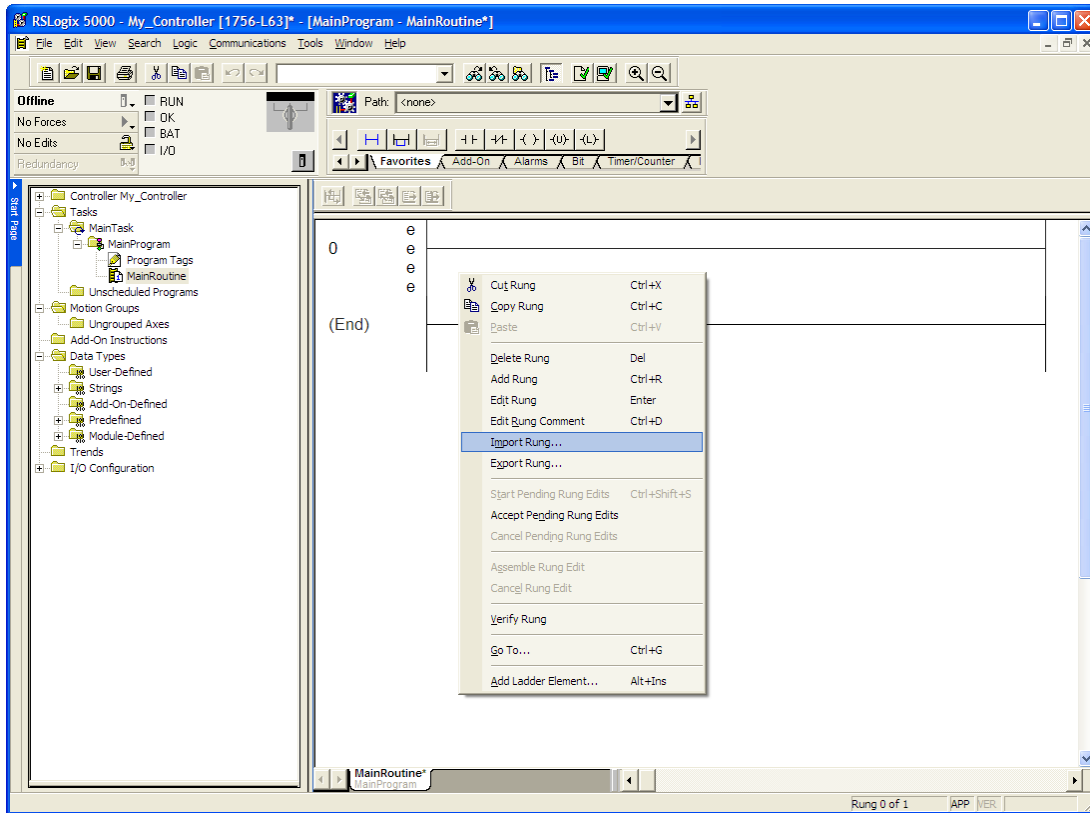 RSLogix 5000 - My_Controller [1756-L63]* - [MainProgram - MainRoutine*]
File Edit View Search Logic Communications Tools Window Help
Offline
RUN
No Forces
OK
No Edits
BAT
Redundancy
I/O
Path: <none>
Favorites Add-On Alarms Bit Timer/Counter
Start Page
Controller My_Controller
Tasks
MainTask
MainProgram
Program Tags
MainRoutine
Unscheduled Programs
Motion Groups
Ungrouped Axes
Add-On Instructions
Data Types
User-Defined
Strings
Add-On-Defined
Predefined
Module-Defined
Trends
I/O Configuration
e
0 e
e
e
(End)
Cut Rung Ctrl+X
Copy Rung Ctrl+C
Paste Ctrl+V
Delete Rung Del
Add Rung Ctrl+R
Edit Rung Enter
Edit Rung Comment Ctrl+D
Import Rung...
Export Rung...
Start Pending Rung Edits Ctrl+Shift+S
Accept Pending Rung Edits
Cancel Pending Rung Edits
Assemble Rung Edit
Cancel Rung Edit
Verify Rung
Go To... Ctrl+G
Add Ladder Element... Alt+Ins
MainRoutine*
MainProgram
Rung 0 of 1 APP VER